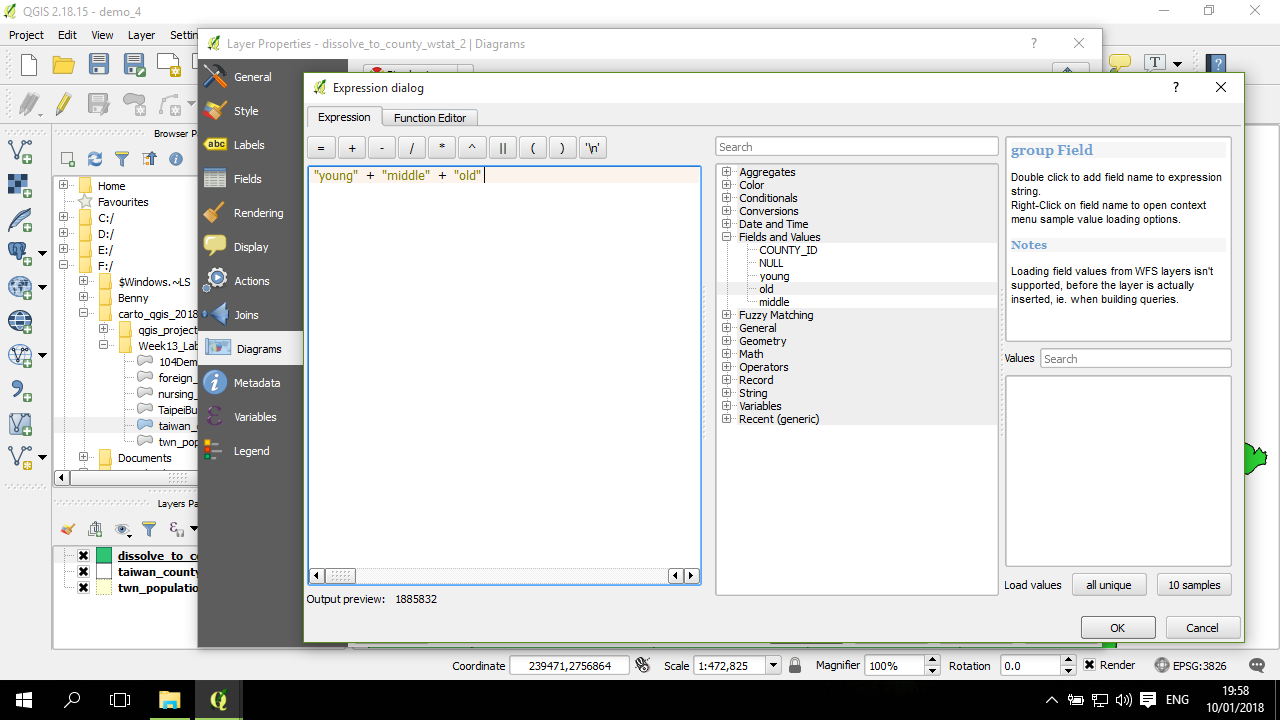 QGIS 2.18.15 - demo_4
Project Edit View Layer
Layer Properties - dissolve_to_county_wstat_2 | Diagrams
?
General
Style
abc Labels
Fields
Rendering
Display
Actions
Joins
Diagrams
Metadata
Variables
Legend
Expression dialog
?
Expression Function Editor
= + - / * ^ || ( ) '\n'
"young" + "middle" + "old"
Output preview: 1885832
Search
Aggregates
Color
Conditionals
Conversions
Date and Time
Fields and Values
COUNTY_ID
NULL
young
old
middle
Fuzzy Matching
General
Geometry
Math
Operators
Record
String
Variables
Recent (generic)
group Field
Double click to add field name to expression
string.
Right-Click on field name to open context
menu sample value loading options.
Notes
Loading field values from WFS layers isn't
supported, before the layer is actually
inserted, ie. when building queries.
Values Search
Load values all unique 10 samples
OK Cancel
Browser
Home
Favourites
C:/
D:/
E:/
F:/
$Windows.~LS
Benny
carto_qgis_2018
qgis_project
Week13_Lab
104Dem
foreign_
nursing_
TaipeiBu
taiwan_
twn_pop
Documents
Layers
dissolve_to_co
taiwan_county
twn_populatio
Coordinate 239471,2756864 Scale 1:472,825 Magnifier 100% Rotation 0.0 Render EPSG:3826
ENG
19:58
10/01/2018